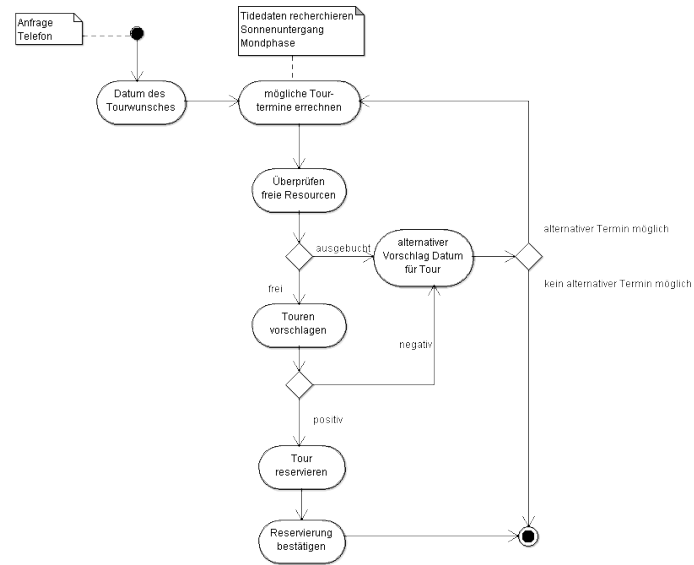 Anfrage
Telefon
Tidedaten recherchieren
Sonnenuntergang
Mondphase
Datum des
Tourwunsches
mögliche Tour-
termine errechnen
Überprüfen
freie Resourcen
ausgebucht
alternativer
Vorschlag Datum
für Tour
alternativer Termin möglich
kein alternativer Termin möglich
frei
Touren
vorschlagen
negativ
positiv
Tour
reservieren
Reservierung
bestätigen